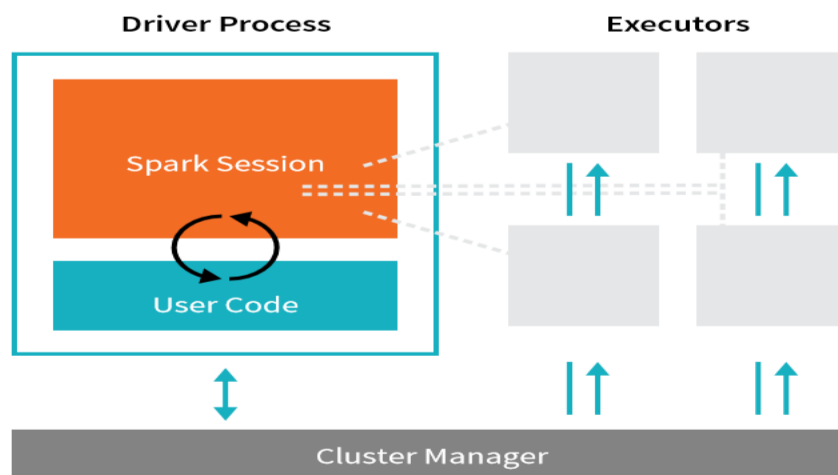 Driver Process
Executors
Spark Session
User Code
Cluster Manager